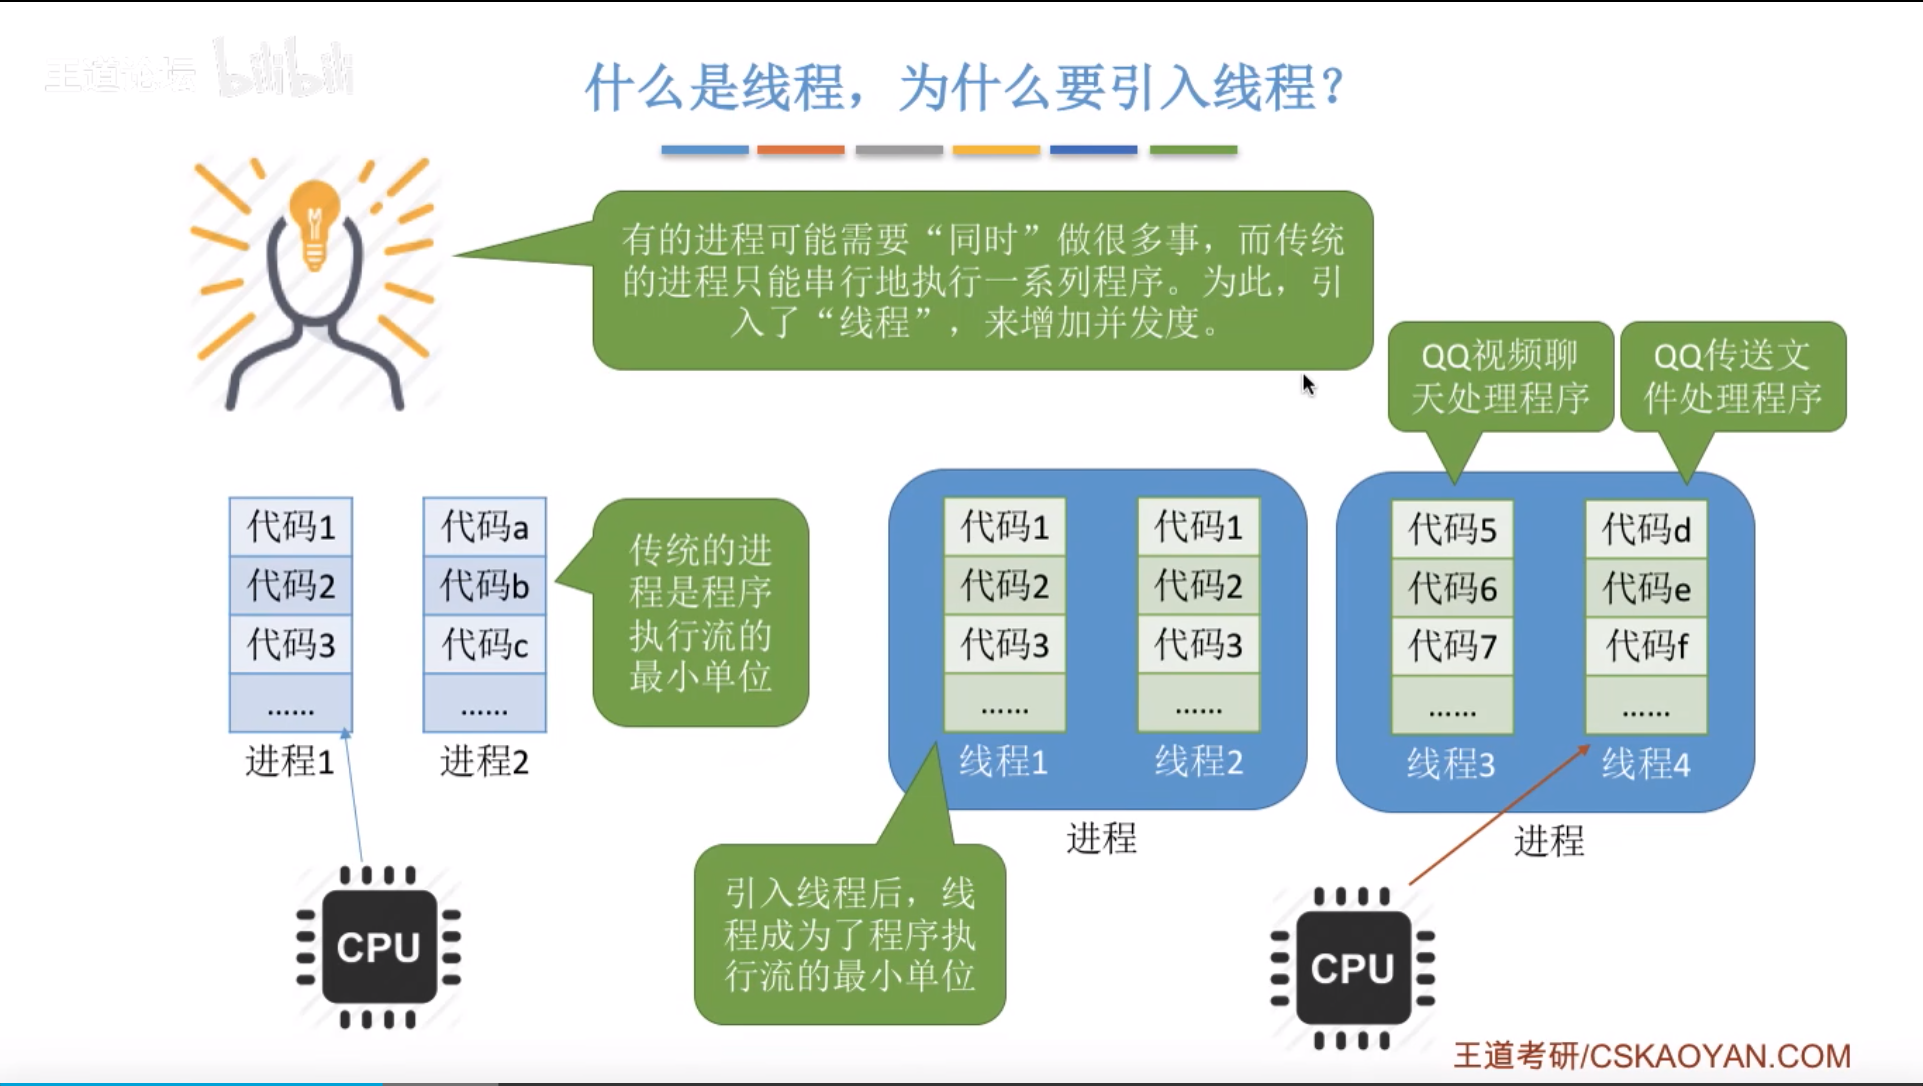 王道论坛 bilibili
什么是线程，为什么要引入线程？
有的进程可能需要“同时”做很多事，而传统
的进程只能串行地执行一系列程序。为此，引
入了“线程”，来增加并发度。
QQ视频聊
天处理程序
QQ传送文
件处理程序
代码1
代码2
代码3
......
进程1
代码a
代码b
代码c
......
进程2
传统的进
程是程序
执行流的
最小单位
代码1
代码2
代码3
......
线程1
代码1
代码2
代码3
......
线程2
进程
代码5
代码6
代码7
......
线程3
代码d
代码e
代码f
......
线程4
进程
引入线程后，线
程成为了程序执
行流的最小单位
CPU
CPU
王道考研/CSKAOYAN.COM